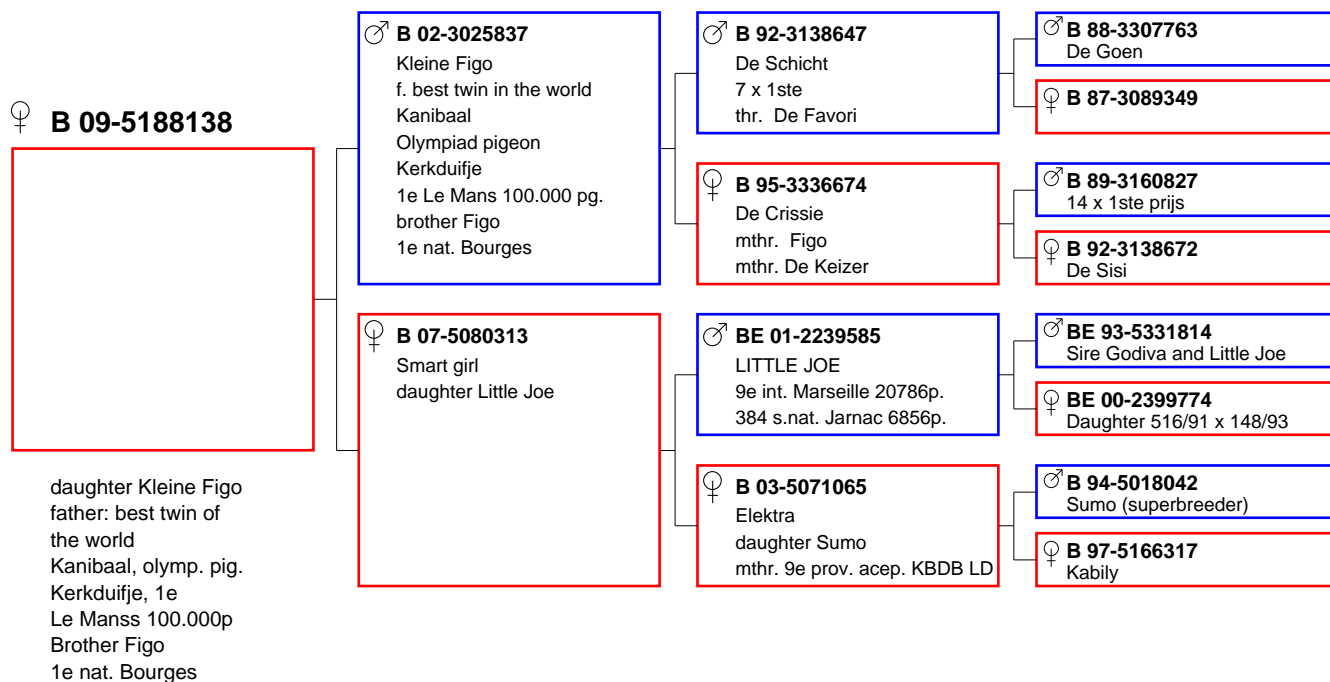 B 09-5188138
daughter Kleine Figo
father: best twin of
the world
Kanibaal, olymp. pig.
Kerkduifje, 1e
Le Manss 100.000p
Brother Figo
1e nat. Bourges
B 02-3025837
Kleine Figo
f. best twin in the world
Kanibaal
Olympiad pigeon
Kerkduifje
1e Le Mans 100.000 pg.
brother Figo
1e nat. Bourges
B 07-5080313
Smart girl
daughter Little Joe
B 92-3138647
De Schicht
7 x 1ste
thr.  De Favori
B 95-3336674
De Crissie
mthr.  Figo
mthr. De Keizer
BE 01-2239585
LITTLE JOE
9e int. Marseille 20786p.
384 s.nat. Jarnac 6856p.
B 03-5071065
Elektra
daughter Sumo
mthr. 9e prov. acep. KBDB LD
B 88-3307763
De Goen
B 87-3089349
B 89-3160827
14 x 1ste prijs
B 92-3138672
De Sisi
BE 93-5331814
Sire Godiva and Little Joe
BE 00-2399774
Daughter 516/91 x 148/93
B 94-5018042
Sumo (superbreeder)
B 97-5166317
Kabily